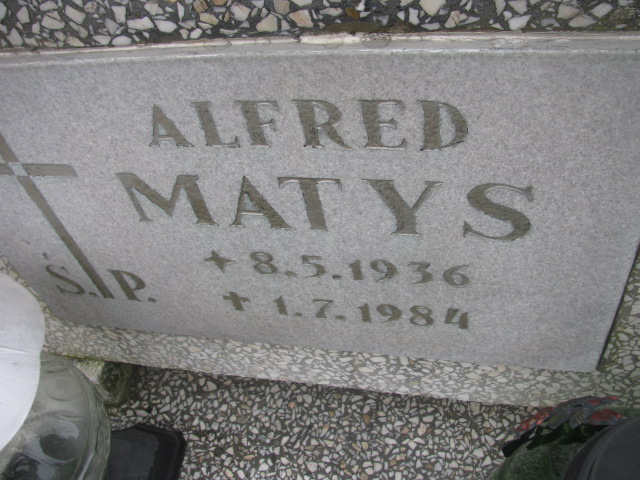 ALFRED
MATYS
8.5.1936
Ś.P. 1.7.1984